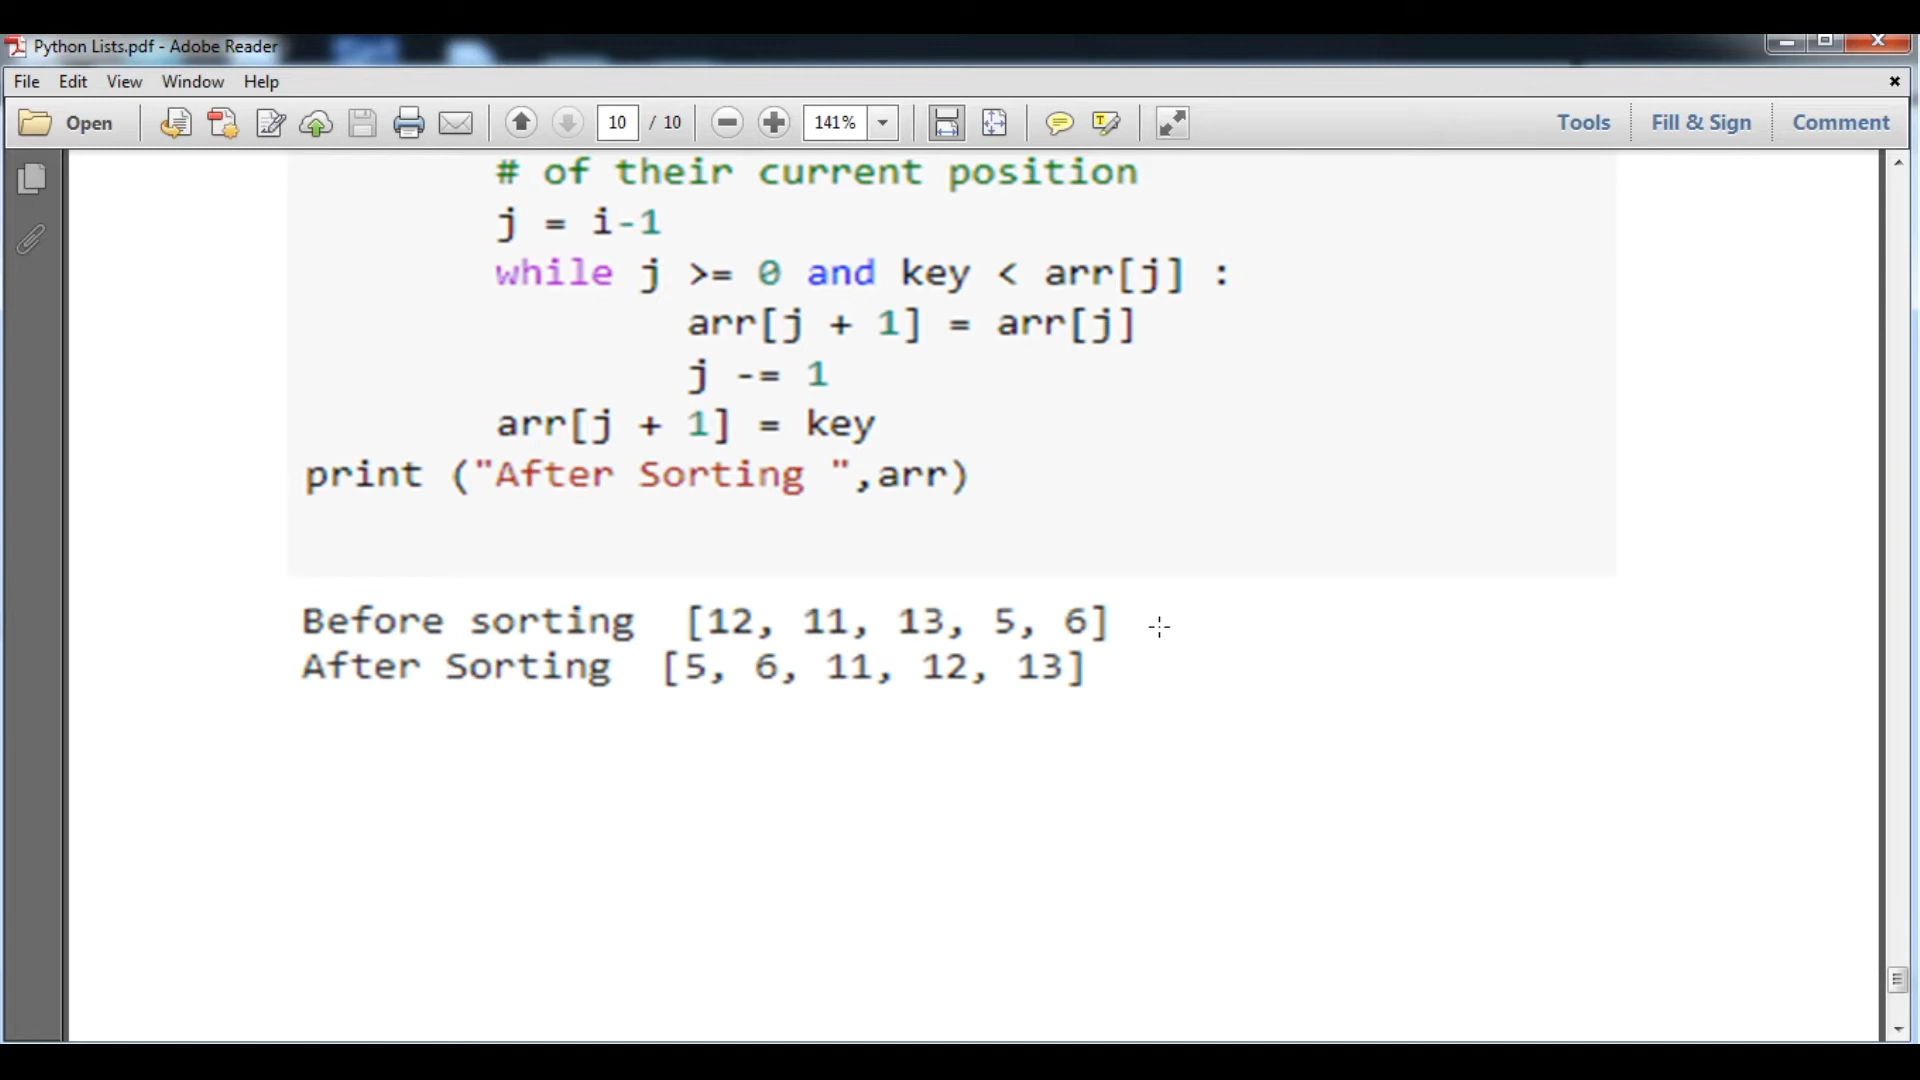 Python Lists.pdf - Adobe Reader
File Edit View Window Help
Open 10 / 10 141% Tools Fill & Sign Comment
# of their current position
j = i-1
while j >= 0 and key < arr[j] :
arr[j + 1] = arr[j]
j -= 1
arr[j + 1] = key
print ("After Sorting ",arr)
Before sorting  [12, 11, 13, 5, 6]
After Sorting  [5, 6, 11, 12, 13]